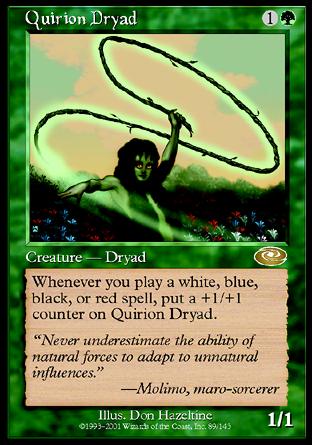 Quirion Dryad 1
Creature — Dryad
Whenever you play a white, blue,
black, or red spell, put a +1/+1
counter on Quirion Dryad.
“Never underestimate the ability of
natural forces to adapt to unnatural
influences.”
—Molimo, maro-sorcerer
Illus. Don Hazeltine
1/1
©1993–2001 Wizards of the Coast, Inc. 89/143